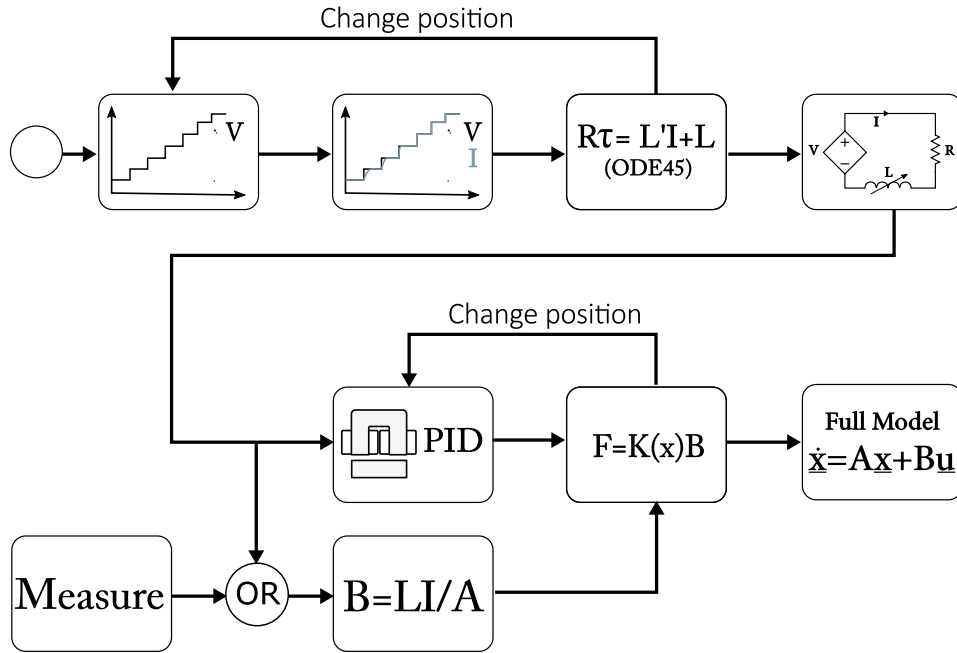 Change position
V
V
I
Rτ= L'I+L
(ODE45)
I
V
+
−
R
L
Change position
PID
F=K(x)B
Full Model
ẋ=Ax+Bu
Measure
OR
B=LI/A